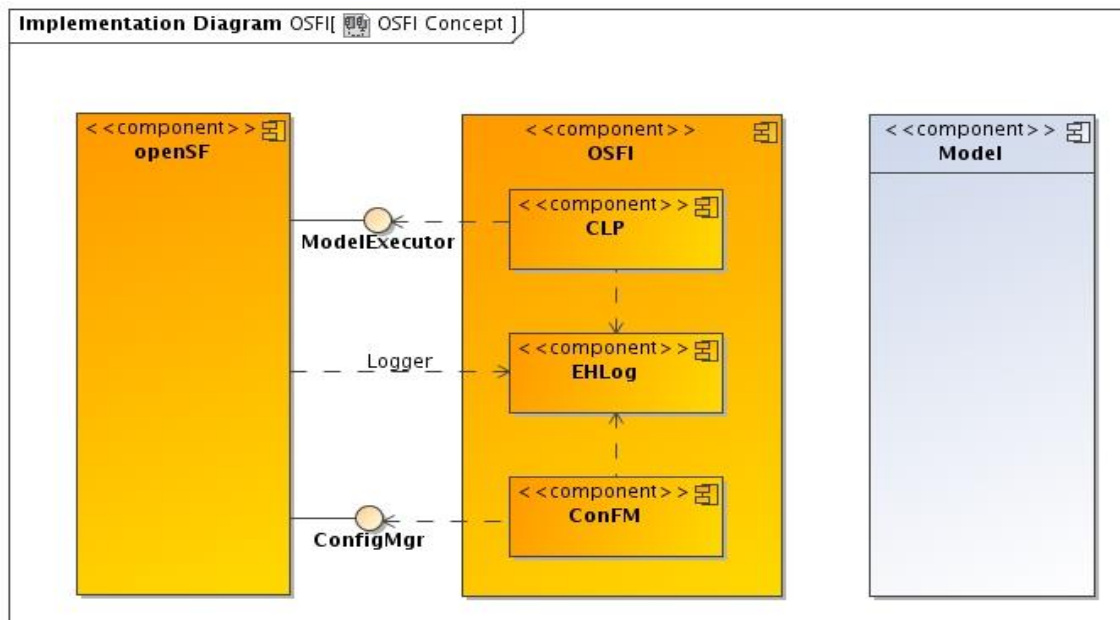 Implementation Diagram OSFI[ OSFI Concept ]
<<component>>
openSF
<<component>>
OSFI
<<component>>
Model
<<component>>
CLP
ModelExecutor
<<component>>
EHLog
Logger
<<component>>
ConFM
ConfigMgr